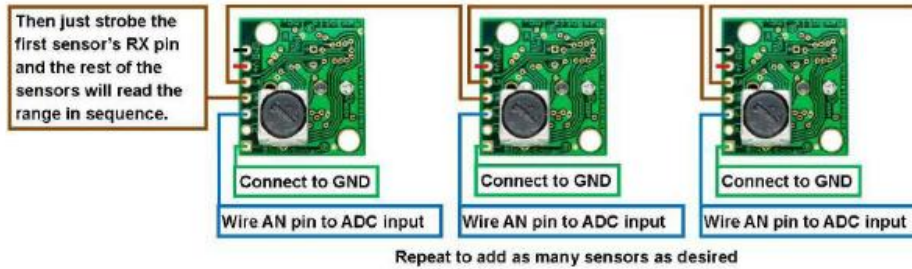 Then just strobe the
first sensor's RX pin
and the rest of the
sensors will read the
range in sequence.
Connect to GND
Connect to GND
Connect to GND
Wire AN pin to ADC input
Wire AN pin to ADC input
Wire AN pin to ADC input
Repeat to add as many sensors as desired